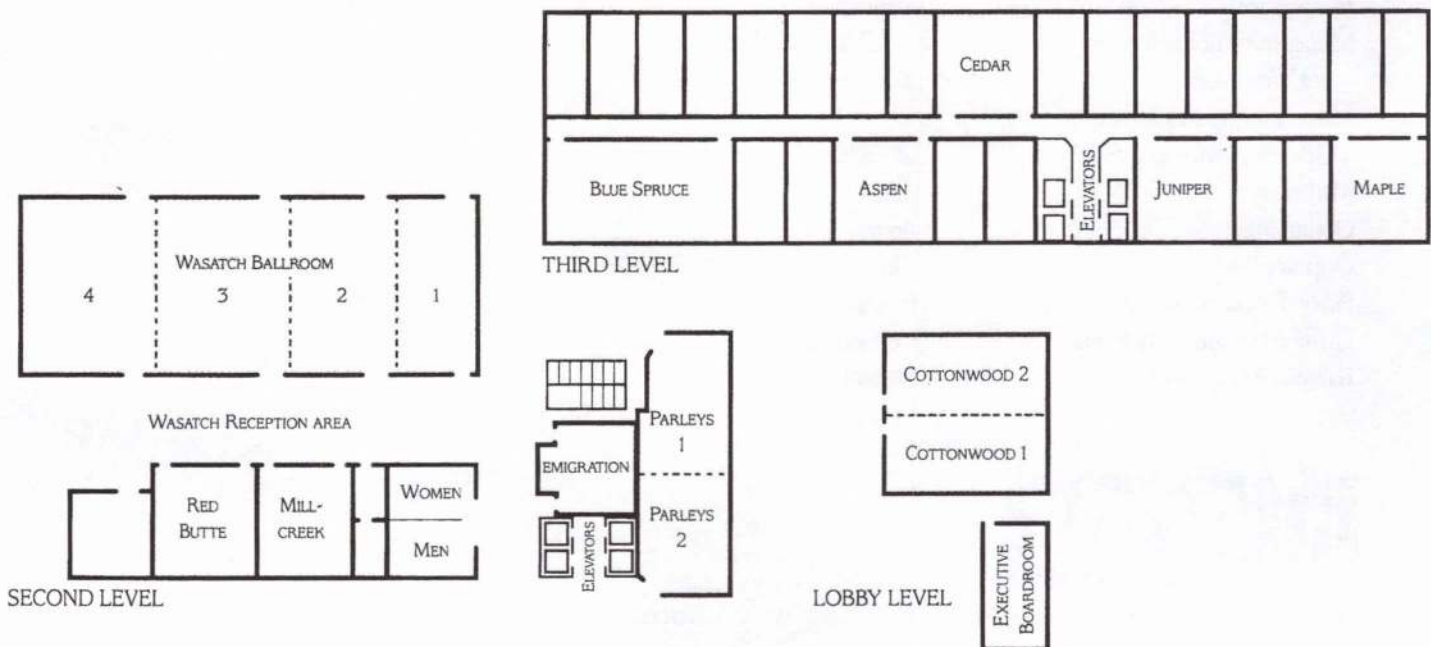 CEDAR
BLUE SPRUCE
ASPEN
ELEVATORS
JUNIPER
MAPLE
THIRD LEVEL
WASATCH BALLROOM
4
3
2
1
WASATCH RECEPTION AREA
RED
BUTTE
MILL-
CREEK
WOMEN
MEN
SECOND LEVEL
PARLEYS
1
EMIGRATION
PARLEYS
2
ELEVATORS
COTTONWOOD 2
COTTONWOOD 1
LOBBY LEVEL
EXECUTIVE
BOARDROOM